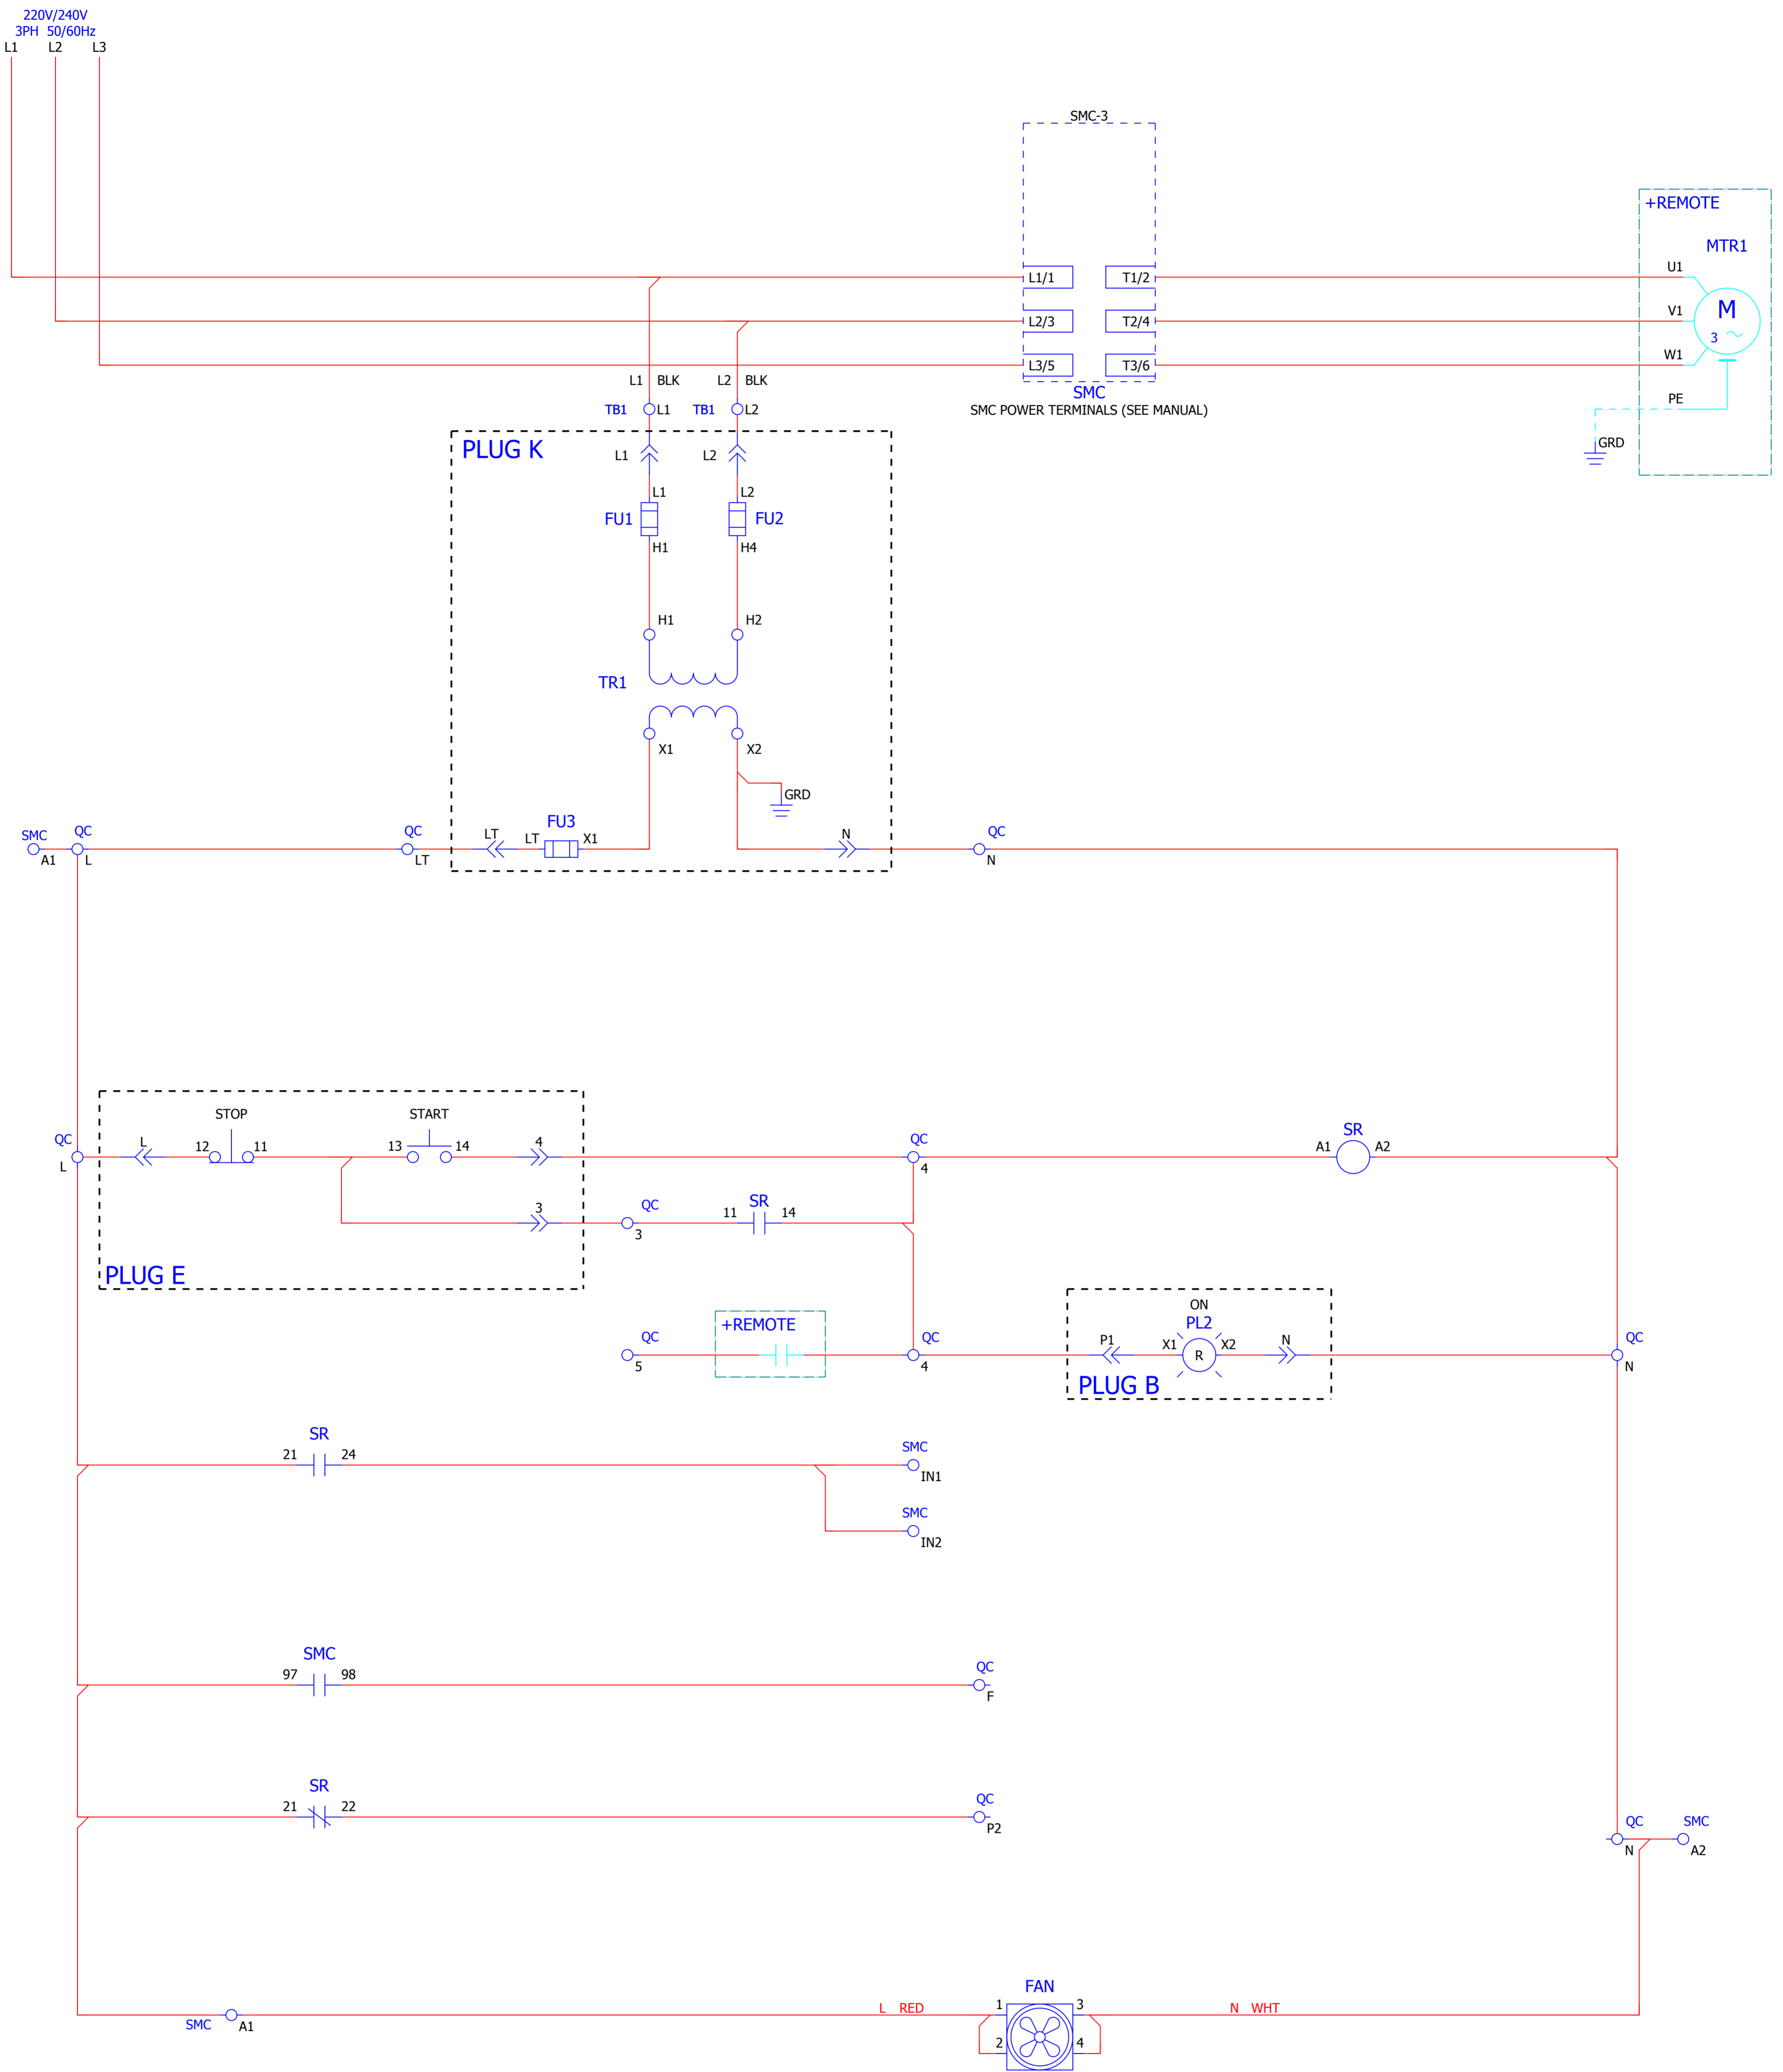 220V/240V
3PH 50/60Hz
L1 L2 L3
SMC-3
+REMOTE
MTR1
U1
L1/1 T1/2
M
3
V1
L2/3 T2/4
W1
L3/5 T3/6
L1 BLK L2 BLK
SMC
PE
TB1 L1 TB1 L2
SMC POWER TERMINALS (SEE MANUAL)
GRD
PLUG K
L1 L2
L1 L2
FU1 FU2
H1 H4
H1 H2
TR1
X1 X2
GRD
FU3
SMC QC QC LT LT X1 N QC
A1 L LT N
STOP START
QC L 12 11 13 14 4 QC SR
A1 A2
L 4
3 QC SR
11 14
3
PLUG E
ON
+REMOTE PL2
QC QC P1 X1 X2 N QC
R
5 4 N
PLUG B
SR
21 24 SMC
IN1
SMC
IN2
SMC
97 98 QC
F
SR
21 22 QC
P2
QC SMC
N A2
FAN
L RED 1 3 N WHT
SMC A1
2 4